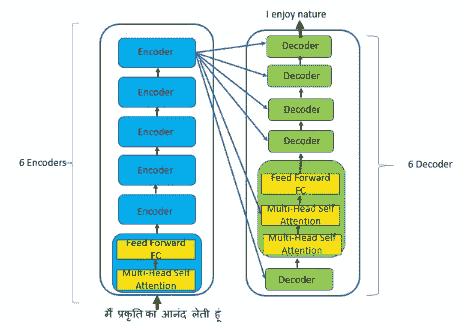 I enjoy nature
Encoder
Encoder
Encoder
Encoder
Encoder
Feed Forward
FC
Multi-Head Self
Attention
6 Encoders
मैं प्रकृति का आनंद लेती हूं
Decoder
Decoder
Decoder
Decoder
Feed Forward
FC
Multi-Head Self
Attention
Multi-Head Self
Attention
Decoder
6 Decoder